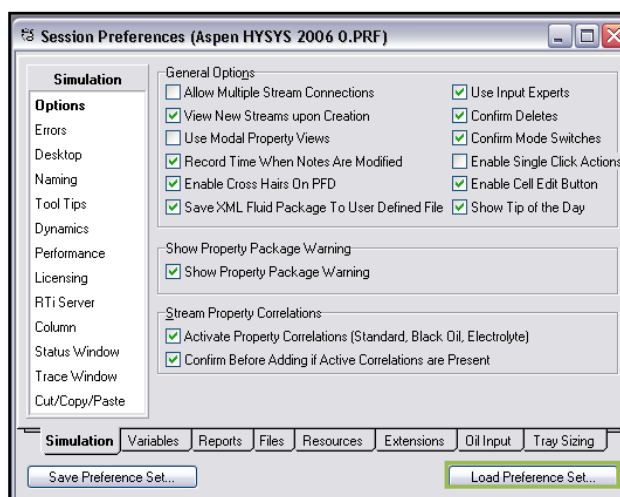 Session Preferences (Aspen HYSYS 2006 0.PRF)
Simulation
Options
Errors
Desktop
Naming
Tool Tips
Dynamics
Performance
Licensing
RTi Server
Column
Status Window
Trace Window
Cut/Copy/Paste
General Options
Allow Multiple Stream Connections
View New Streams upon Creation
Use Modal Property Views
Record Time When Notes Are Modified
Enable Cross Hairs On PFD
Save XML Fluid Package To User Defined File
Use Input Experts
Confirm Deletes
Confirm Mode Switches
Enable Single Click Actions
Enable Cell Edit Button
Show Tip of the Day
Show Property Package Warning
Show Property Package Warning
Stream Property Correlations
Activate Property Correlations (Standard, Black Oil, Electrolyte)
Confirm Before Adding if Active Correlations are Present
Simulation Variables Reports Files Resources Extensions Oil Input Tray Sizing
Save Preference Set... Load Preference Set...